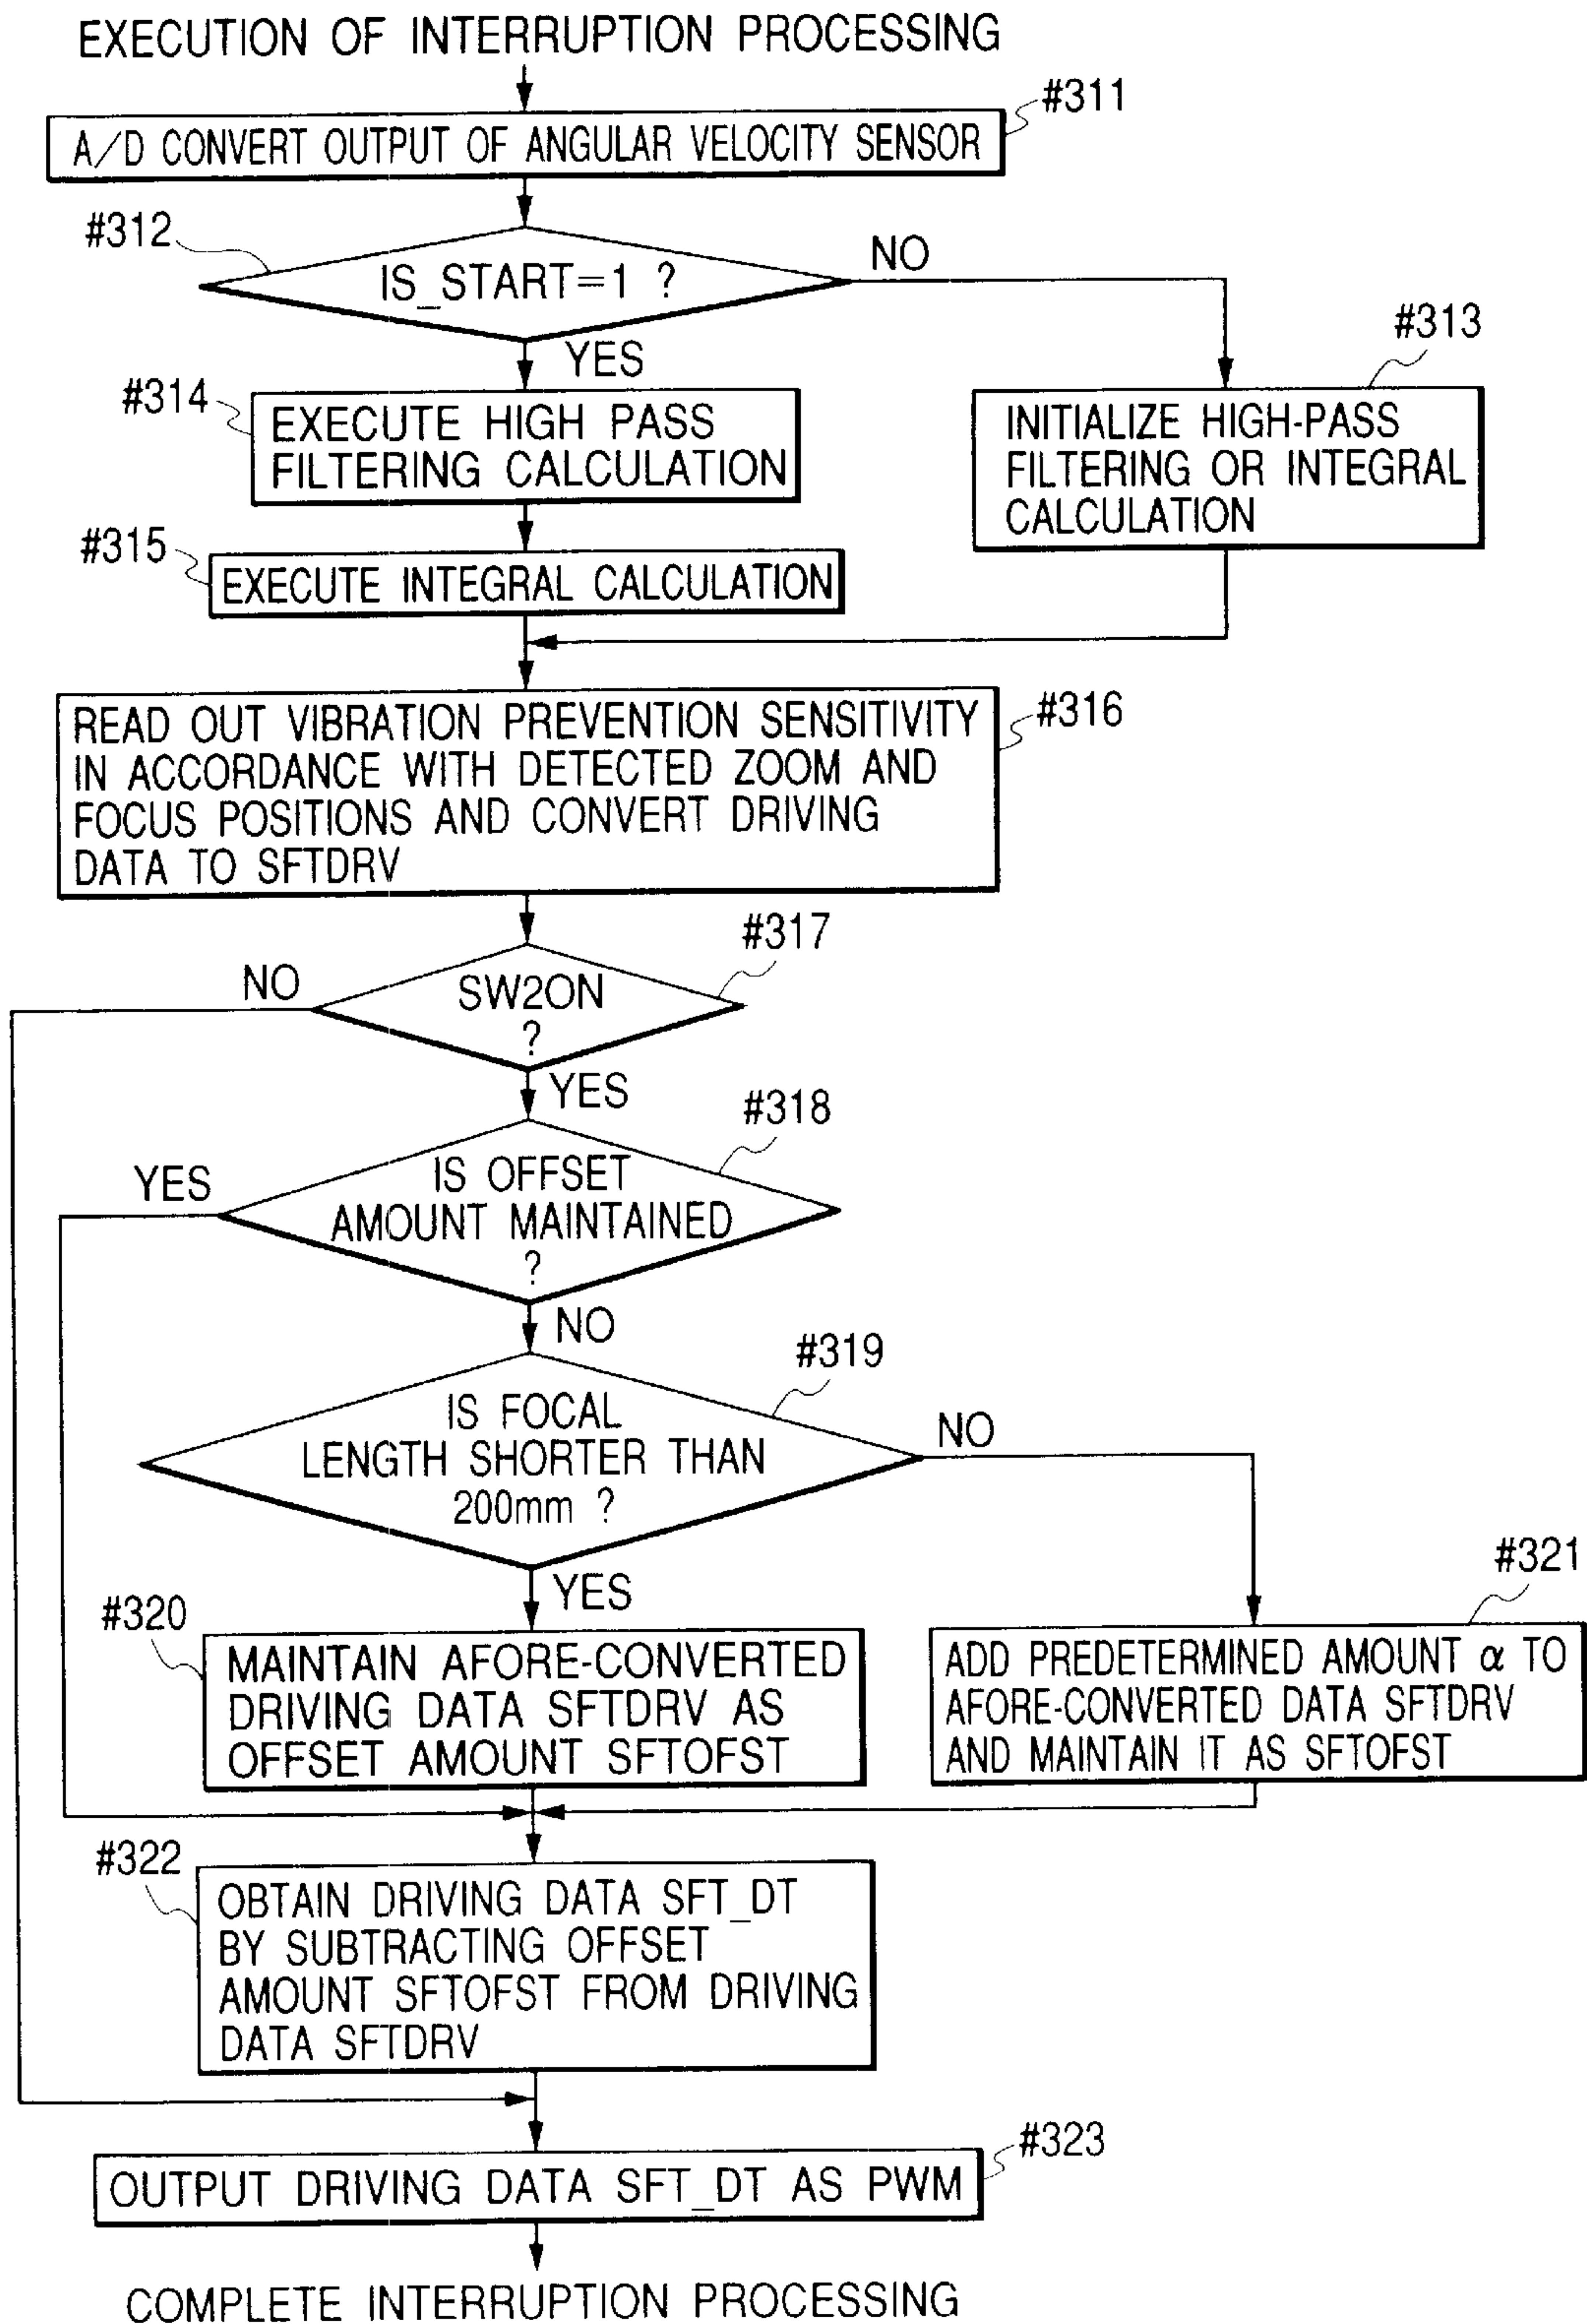 EXECUTION OF INTERRUPTION PROCESSING
#311
A/D CONVERT OUTPUT OF ANGULAR VELOCITY SENSOR
#312
IS_START=1 ?
NO
YES
#313
INITIALIZE HIGH-PASS
FILTERING OR INTEGRAL
CALCULATION
#314
EXECUTE HIGH PASS
FILTERING CALCULATION
#315
EXECUTE INTEGRAL CALCULATION
#316
READ OUT VIBRATION PREVENTION SENSITIVITY
IN ACCORDANCE WITH DETECTED ZOOM AND
FOCUS POSITIONS AND CONVERT DRIVING
DATA TO SFTDRV
#317
NO
SW2ON
?
YES
#318
YES
IS OFFSET
AMOUNT MAINTAINED
?
NO
#319
IS FOCAL
LENGTH SHORTER THAN
200mm ?
NO
YES
#320
MAINTAIN AFORE-CONVERTED
DRIVING DATA SFTDRV AS
OFFSET AMOUNT SFTOFST
#321
ADD PREDETERMINED AMOUNT α TO
AFORE-CONVERTED DATA SFTDRV
AND MAINTAIN IT AS SFTOFST
#322
OBTAIN DRIVING DATA SFT_DT
BY SUBTRACTING OFFSET
AMOUNT SFTOFST FROM DRIVING
DATA SFTDRV
#323
OUTPUT DRIVING DATA SFT_DT AS PWM
COMPLETE INTERRUPTION PROCESSING